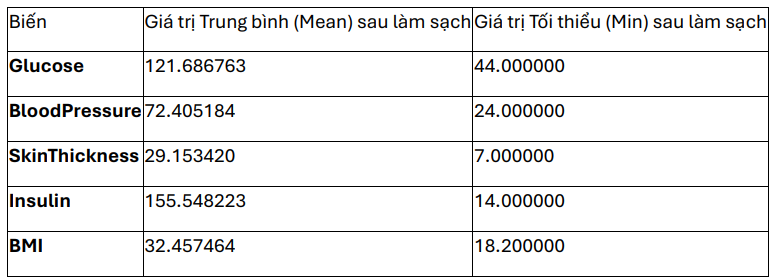 Biến Giá trị Trung bình (Mean) sau làm sạch Giá trị Tối thiểu (Min) sau làm sạch
Glucose 121.686763 44.000000
BloodPressure 72.405184 24.000000
SkinThickness 29.153420 7.000000
Insulin 155.548223 14.000000
BMI 32.457464 18.200000